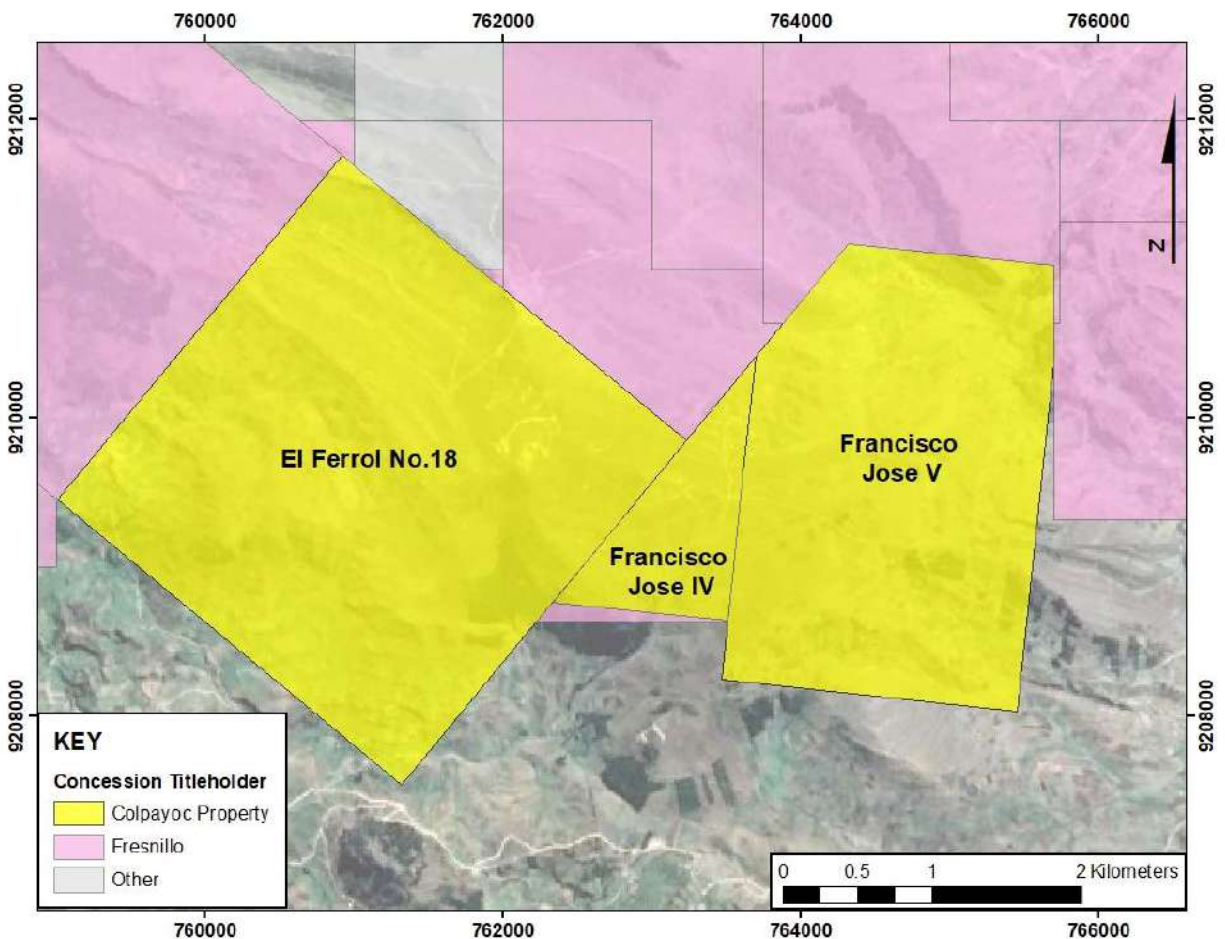 760000 762000 764000 766000
9212000 9212000
N
9210000 9210000
El Ferrol No.18
Francisco
Jose V
Francisco
Jose IV
9208000 9208000
KEY
Concession Titleholder
Colpayoc Property
Fresnillo
Other
0 0.5 1 2 Kilometers
760000 762000 764000 766000